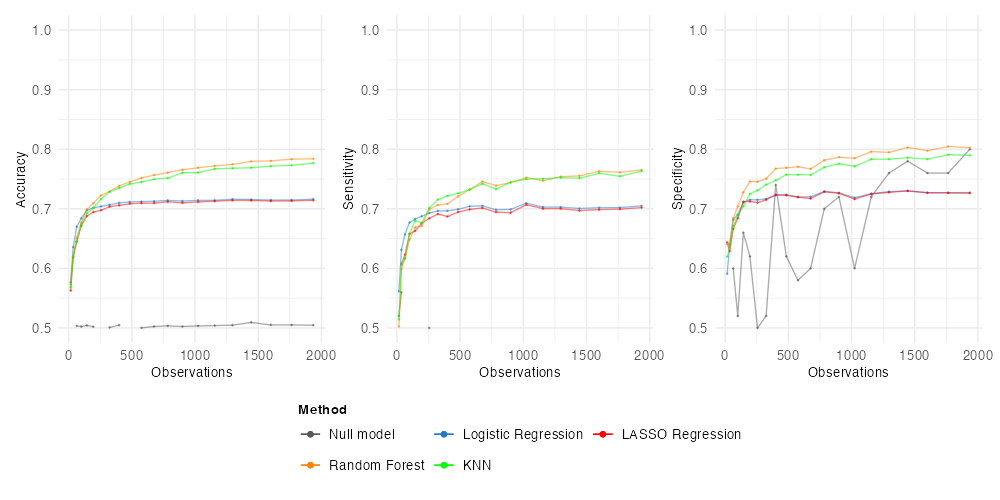 Accuracy
1.0
0.9
0.8
0.7
0.6
0.5
0
500
1000
1500
2000
Observations
Sensitivity
1.0
0.9
0.8
0.7
0.6
0.5
0
500
1000
1500
2000
Observations
Specificity
1.0
0.9
0.8
0.7
0.6
0.5
0
500
1000
1500
2000
Observations
Method
Null model
Logistic Regression
LASSO Regression
Random Forest
KNN